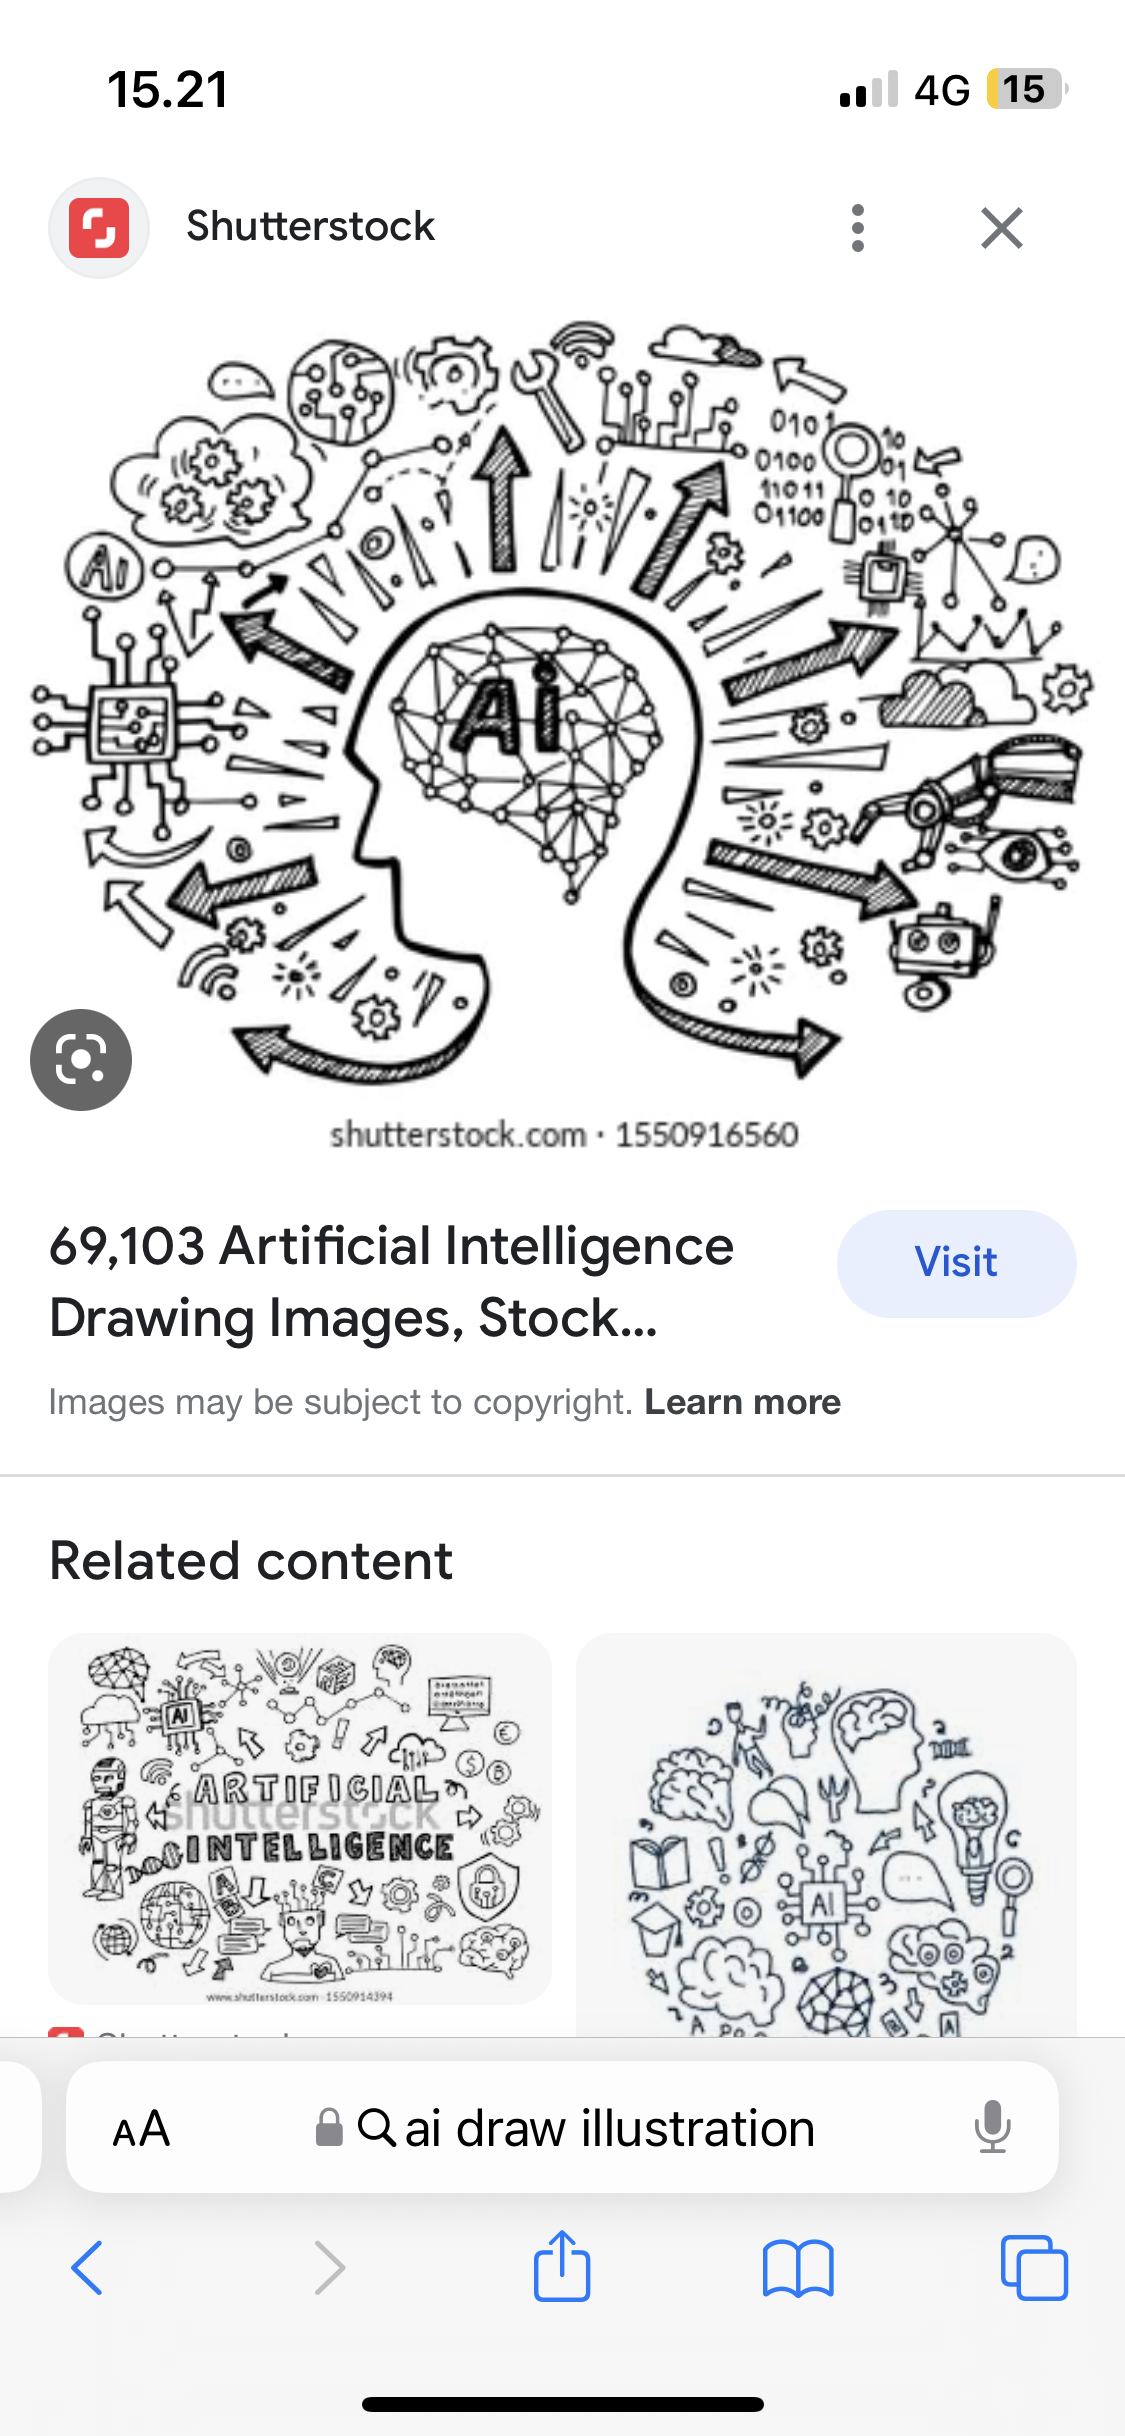 15.21
4G
15
Shutterstock
010
10
0100
01
11011
10
01100
0110
Ai
Ai
shutterstock.com · 1550916560
69,103 Artificial Intelligence
Drawing Images, Stock...
Visit
Images may be subject to copyright. Learn more
Related content
AI
ARTIFICIAL
shutterstock
INTELLIGENCE
www.shutterstock.com · 1550914394
AI
AA
ai draw illustration